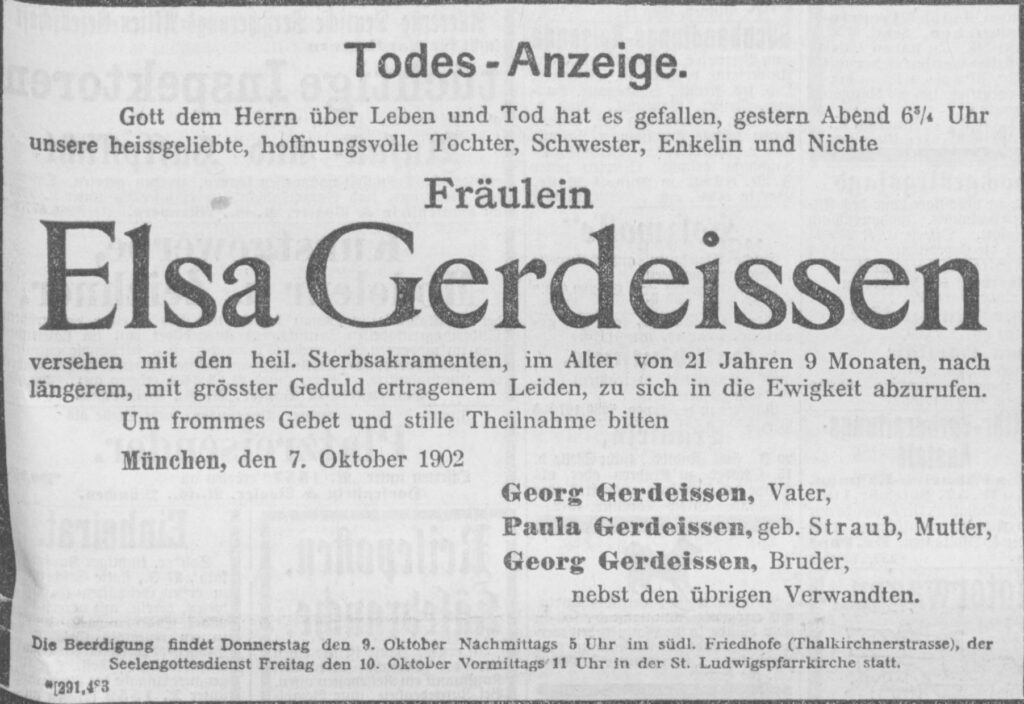 Todes-Anzeige.
Gott dem Herrn über Leben und Tod hat es gefallen, gestern Abend 6¾ Uhr
unsere heissgeliebte, hoffnungsvolle Tochter, Schwester, Enkelin und Nichte
Fräulein
Elsa Gerdeissen
versehen mit den heil. Sterbsakramenten, im Alter von 21 Jahren 9 Monaten, nach
längerem, mit grösster Geduld ertragenem Leiden, zu sich in die Ewigkeit abzurufen.
Um frommes Gebet und stille Theilnahme bitten
München, den 7. Oktober 1902
Georg Gerdeissen, Vater,
Paula Gerdeissen, geb. Straub, Mutter,
Georg Gerdeissen, Bruder,
nebst den übrigen Verwandten.
Die Beerdigung findet Donnerstag den 9. Oktober Nachmittags 5 Uhr im südl. Friedhofe (Thalkirchnerstrasse), der
Seelengottesdienst Freitag den 10. Oktober Vormittags 11 Uhr in der St. Ludwigspfarrkirche statt.